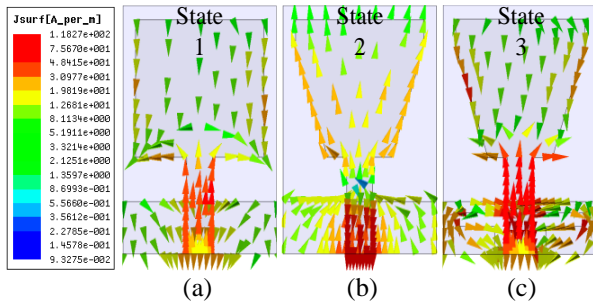 Jsurf[A_per_m]
1.1827e+002
7.5670e+001
4.8415e+001
3.0977e+001
1.9819e+001
1.2681e+001
8.1134e+000
5.1911e+000
3.3214e+000
2.1251e+000
1.3597e+000
8.6993e-001
5.5660e-001
3.5612e-001
2.2785e-001
1.4578e-001
9.3275e-002
State
1
State
2
State
3
(a)
(b)
(c)